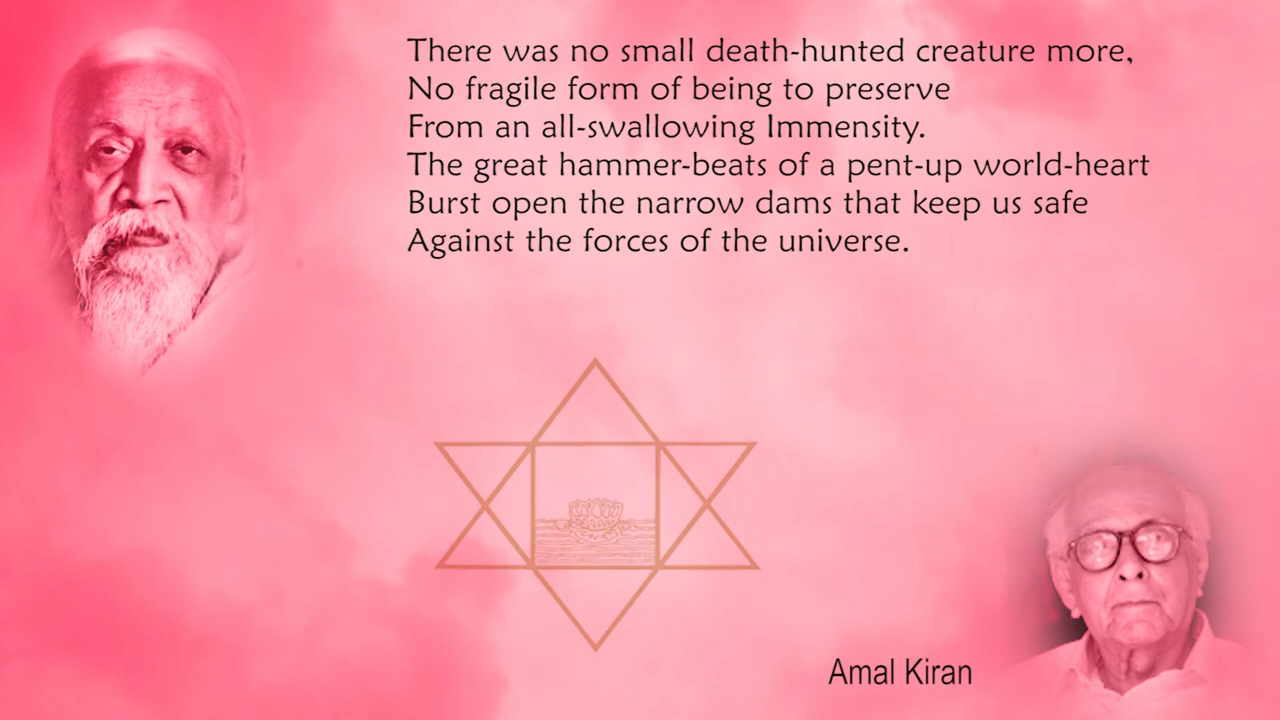 There was no small death-hunted creature more,
No fragile form of being to preserve
From an all-swallowing Immensity.
The great hammer-beats of a pent-up world-heart
Burst open the narrow dams that keep us safe
Against the forces of the universe.
Amal Kiran